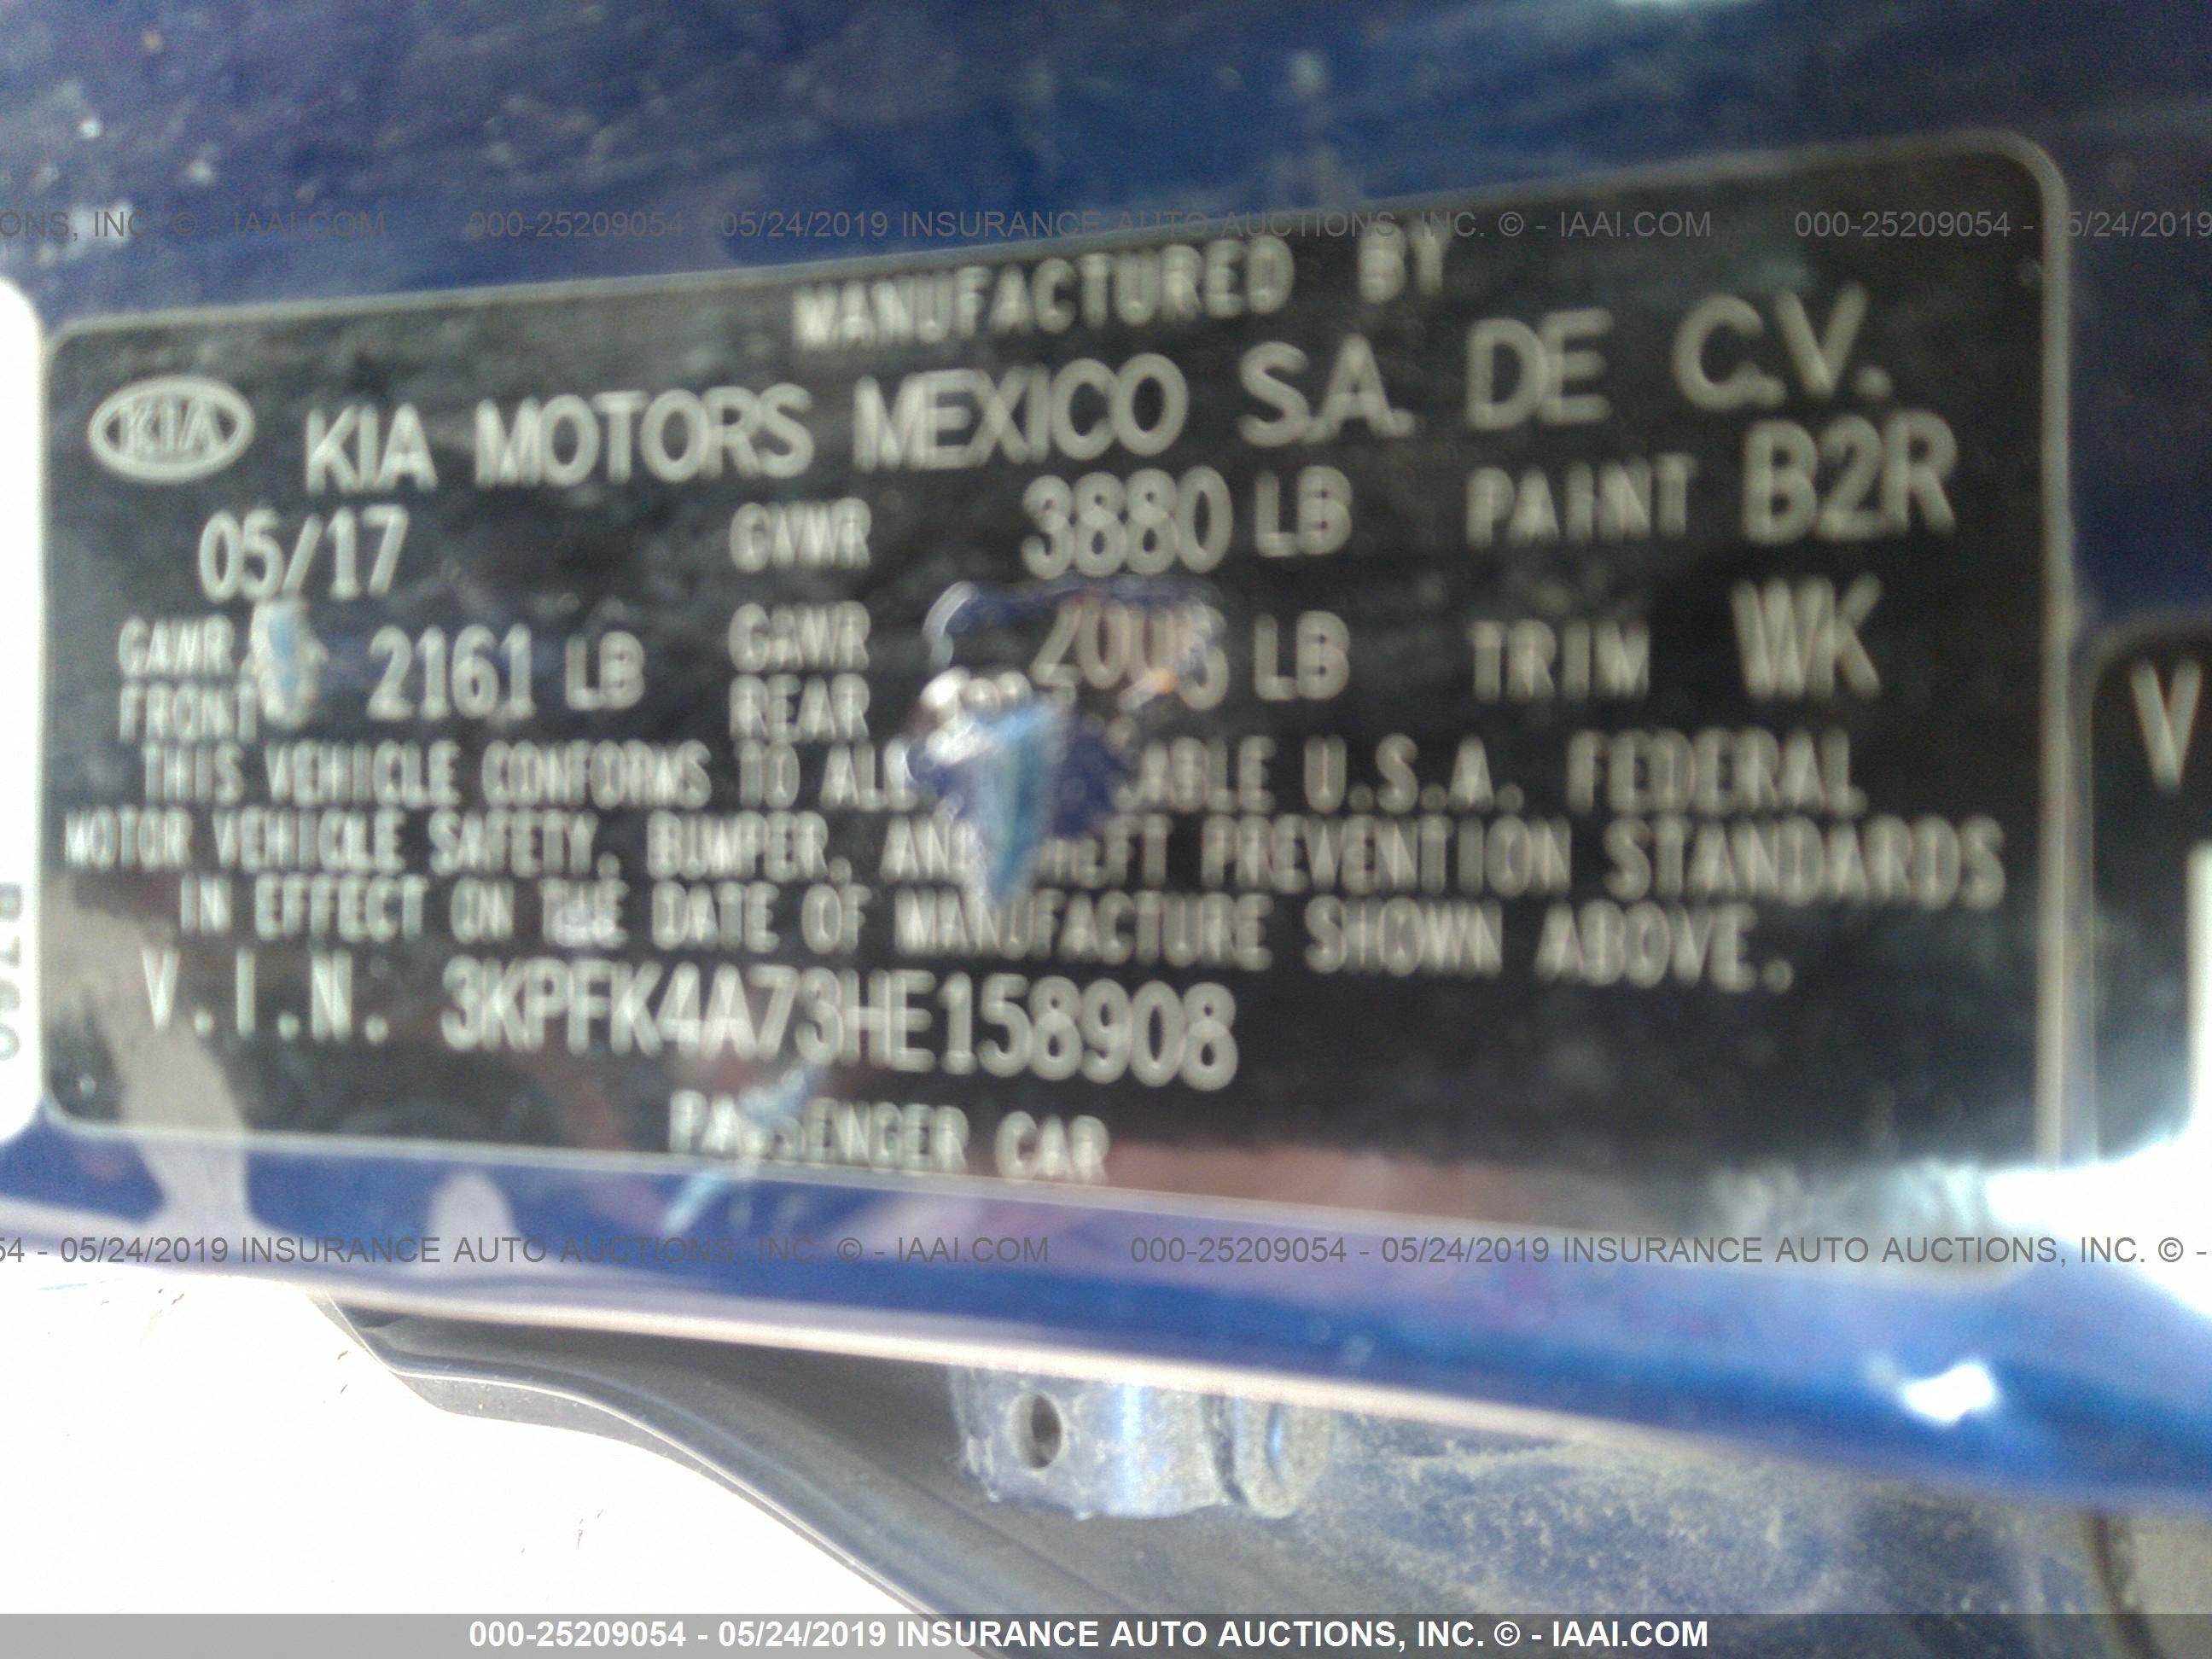 ONS, INC. © - IAAI.COM 000-25209054 - 05/24/2019 INSURANCE AUTO AUCTIONS, INC. © - IAAI.COM 000-25209054 - 05/24/2019
MANUFACTURED BY
KIA KIA MOTORS MEXICO S.A. DE C.V.
05/17 GVWR 3880 LB PAINT B2R
GAWR FRONT 2161 LB GAWR REAR LB TRIM WK
THIS VEHICLE CONFORMS TO ALL U.S.A. FEDERAL
MOTOR VEHICLE SAFETY, BUMPER, AND THEFT PREVENTION STANDARDS
IN EFFECT ON THE DATE OF MANUFACTURE SHOWN ABOVE.
V.I.N. 3KPFK4A73HE158908
PASSENGER CAR
V
54 - 05/24/2019 INSURANCE AUTO AUCTIONS, INC. © - IAAI.COM 000-25209054 - 05/24/2019 INSURANCE AUTO AUCTIONS, INC. © -
000-25209054 - 05/24/2019 INSURANCE AUTO AUCTIONS, INC. © - IAAI.COM